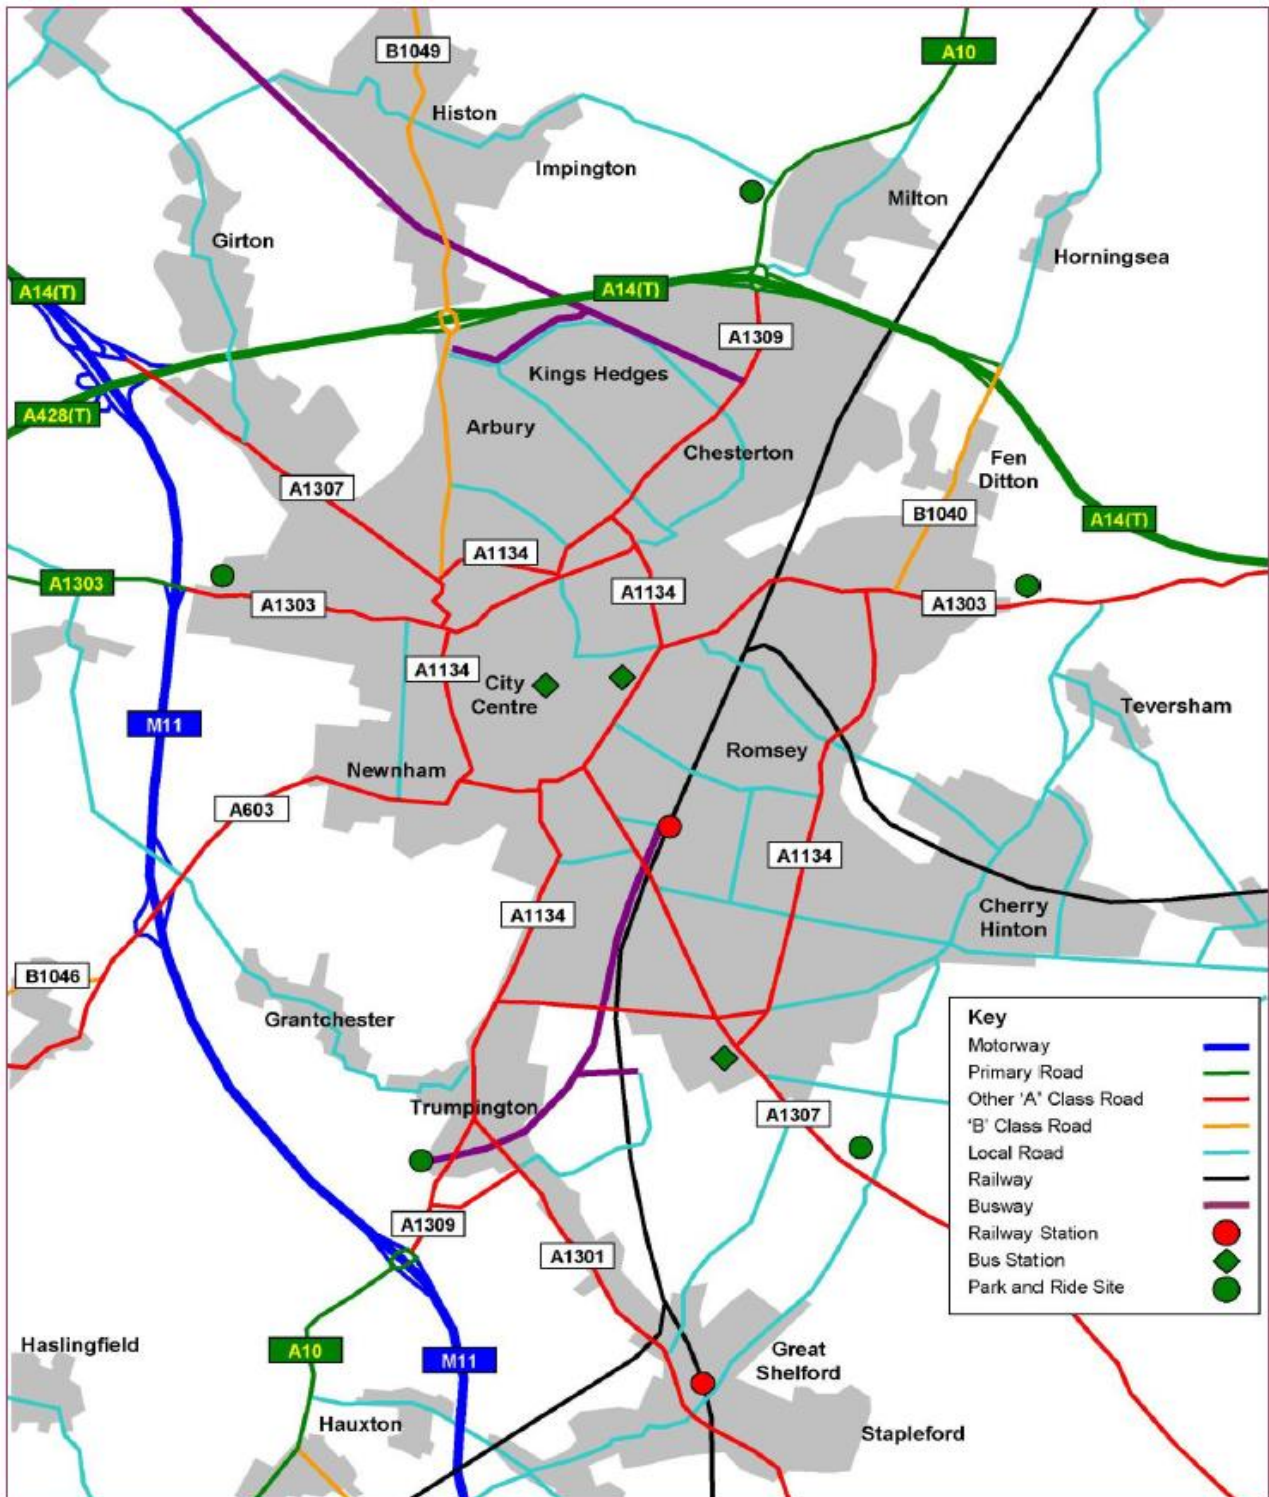 B1049
A10
Histon
Impington
Milton
Girton
Horningsea
A14(T)
A14(T)
A1309
Kings Hedges
A428(T)
Arbury
Chesterton
Fen
Ditton
A1307
B1040
A14(T)
A1134
A1303
A1303
A1134
A1303
A1134
City
Centre
Teversham
M11
Romsey
Newnham
A603
A1134
A1134
Cherry
Hinton
B1046
Grantchester
Trumpington
A1307
A1309
A1301
Key
Motorway
Primary Road
Other ‘A’ Class Road
‘B’ Class Road
Local Road
Railway
Busway
Railway Station
Bus Station
Park and Ride Site
Haslingfield
A10
M11
Great
Shelford
Hauxton
Stapleford